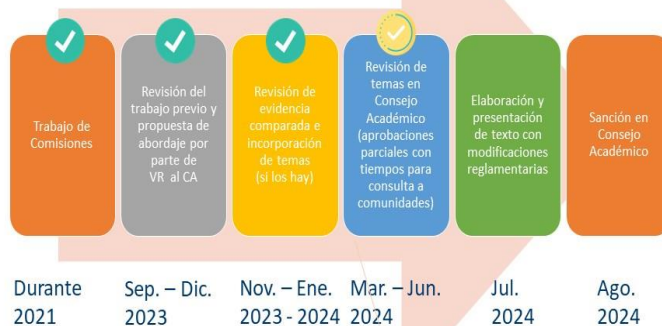 Trabajo de
Comisiones
Revisión del
trabajo previo y
propuesta de
abordaje por
parte de
VR al CA
Revisión de
evidencia
comparada e
incorporación
de temas
(si los hay)
Revisión de
temas en
Consejo
Académico
(aprobaciones
parciales con
tiempos para
consulta a
comunidades)
Elaboración y
presentación
de texto con
modificaciones
reglamentarias
Sanción en
Consejo
Académico
Durante
2021
Sep. – Dic.
2023
Nov. – Ene.
2023 - 2024
Mar. – Jun.
2024
Jul.
2024
Ago.
2024